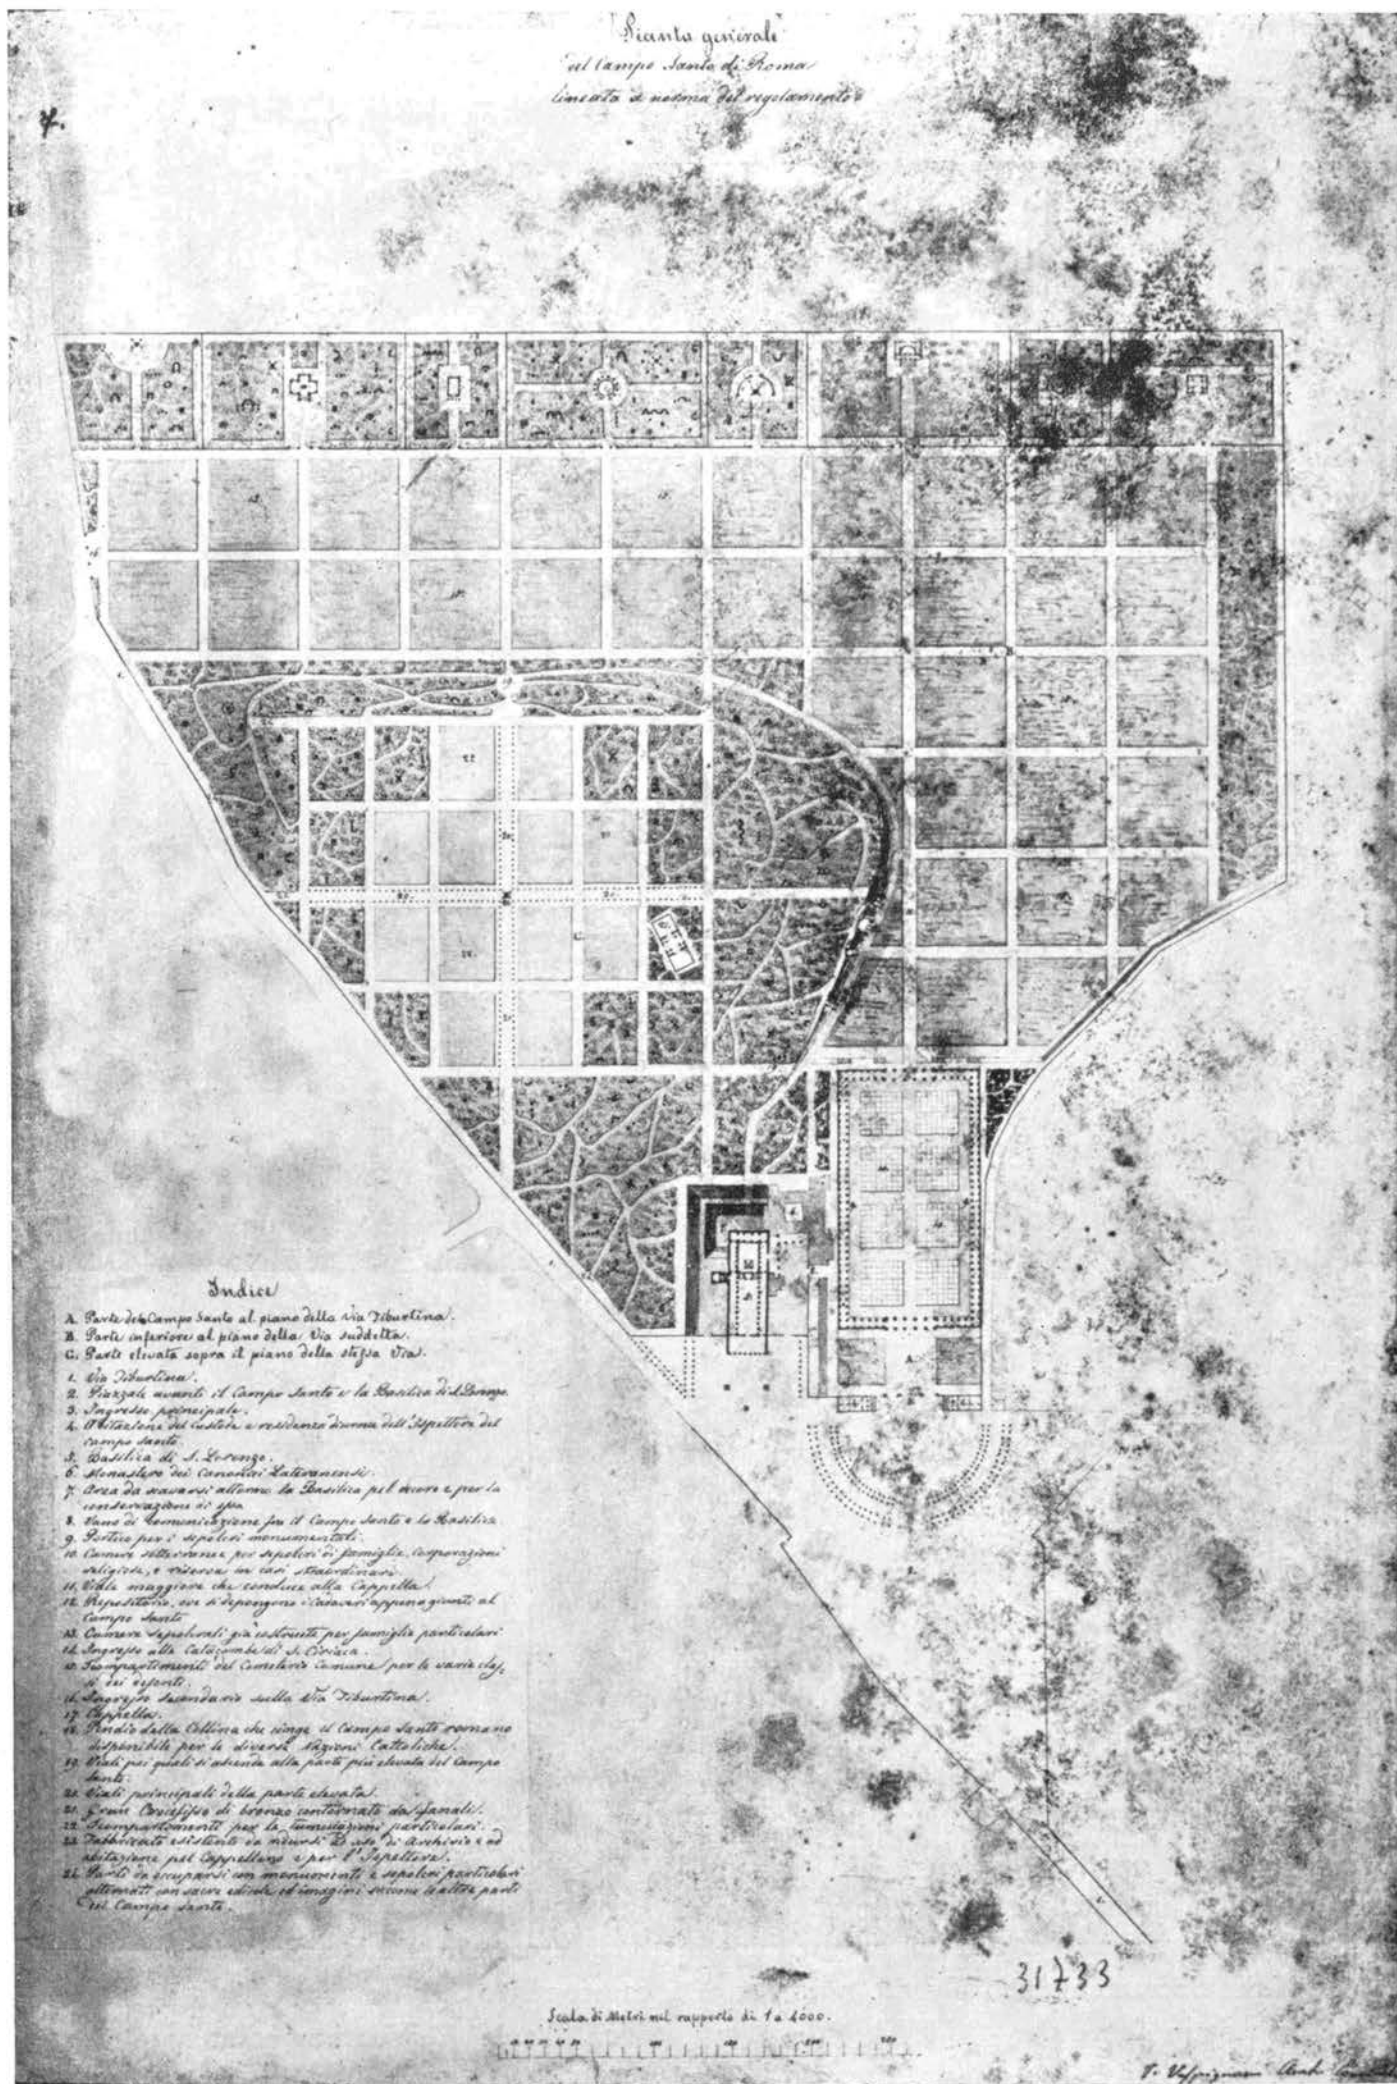 Pianta generale
del Campo Santo di Roma
lineata a norma del regolamento
Indice
A. Parte del Campo Santo al piano della via Tiburtina.
B. Parte inferiore al piano della Via suddetta.
C. Parte elevata sopra il piano della stessa Via.
1. Via Tiburtina.
2. Piazzale avanti il Campo Santo e la Basilica di S. Lorenzo.
3. Ingresso principale.
4. Abitazione del Custode e residenza diurna dell'Ispettore del
campo santo.
5. Basilica di S. Lorenzo.
6. Monastero dei Canonici Lateranensi.
7. Area da scavarsi attorno la Basilica pel decoro e per la
conservazione di essa
8. Vano di comunicazione fra il Campo Santo e la Basilica.
9. Portico per i sepolcri monumentali.
10. Camere sotterranee per sepolcri di famiglie, Corporazioni
religiose, e riserva in casi straordinari
11. Viale maggiore che conduce alla Cappella.
12. Repositorio, ove si depongono i cadaveri appena giunti al
Campo Santo
13. Camere sepolcrali già costruite per famiglie particolari
14. Ingresso alle Catacombe di S. Ciriaca.
15. Scompartimenti del Cimiterio Comune per le varie clas-
si dei defonti.
16. Ingresso secondario sulla Via Tiburtina.
17. Cappella.
18. Pendio della Collina che cinge il Campo Santo romano
disponibile per le diverse Nazioni Cattoliche.
19. Viali pei quali si ascende alla parte più elevata del Campo
Santo.
20. Viali principali della parte elevata
21. Gran Crocifisso di bronzo contornato da fanali.
22. Scompartimenti per le tumulazioni particolari.
23. Fabbricato esistente da ridursi ad uso di Archivio e ad
abitazione pel Cappellano e per l'Ispettore.
24. Parti da occuparsi con monumenti e sepolcri particolari
alternati con sacre edicole ed imagini siccome le altre parti
del Campo Santo.
31733
Scala di Metri nel rapporto di 1 a 1000.
V. Vespignani Arch.